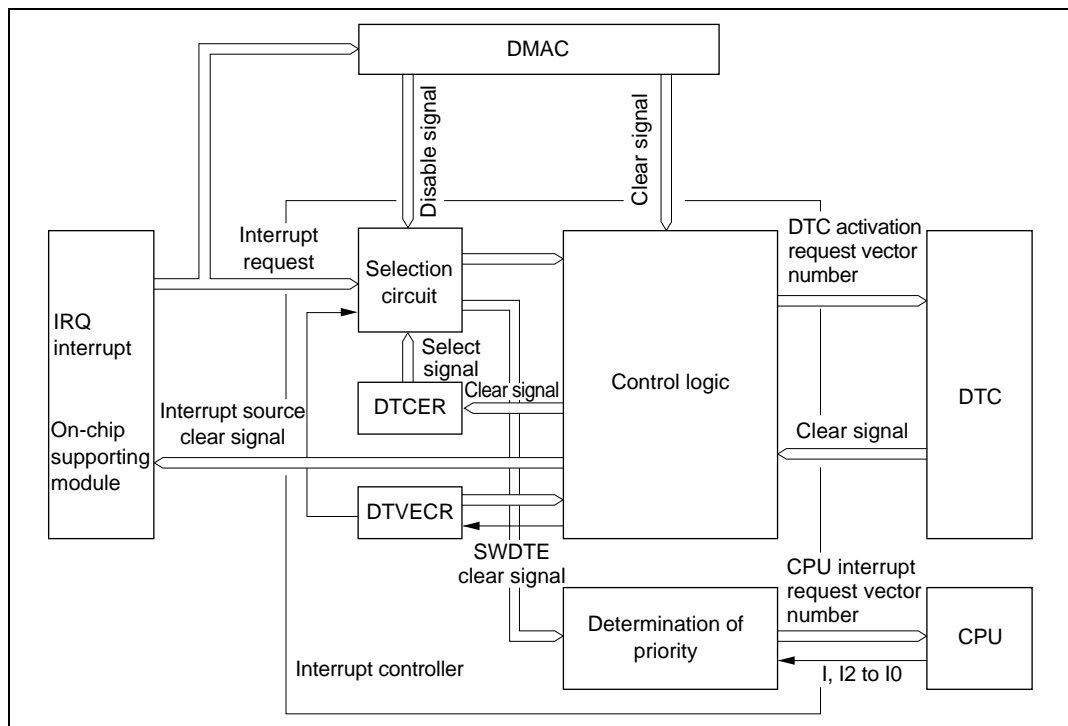 DMAC
Disable signal
Clear signal
Interrupt
request
Selection
circuit
DTC activation
request vector
number
IRQ
interrupt
On-chip
supporting
module
Select
signal
Control logic
DTC
DTCER
Clear signal
Interrupt source
clear signal
Clear signal
DTVECR
SWDTE
clear signal
CPU interrupt
request vector
number
Determination of
priority
CPU
I, I2 to I0
Interrupt controller